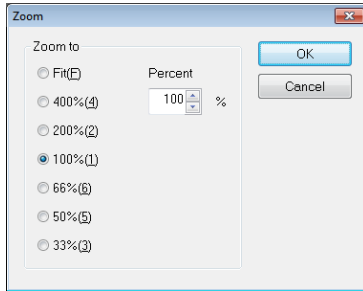 Zoom
Zoom to
Fit(F)
Percent
400%(4)
100
%
200%(2)
100%(1)
66%(6)
50%(5)
33%(3)
OK
Cancel